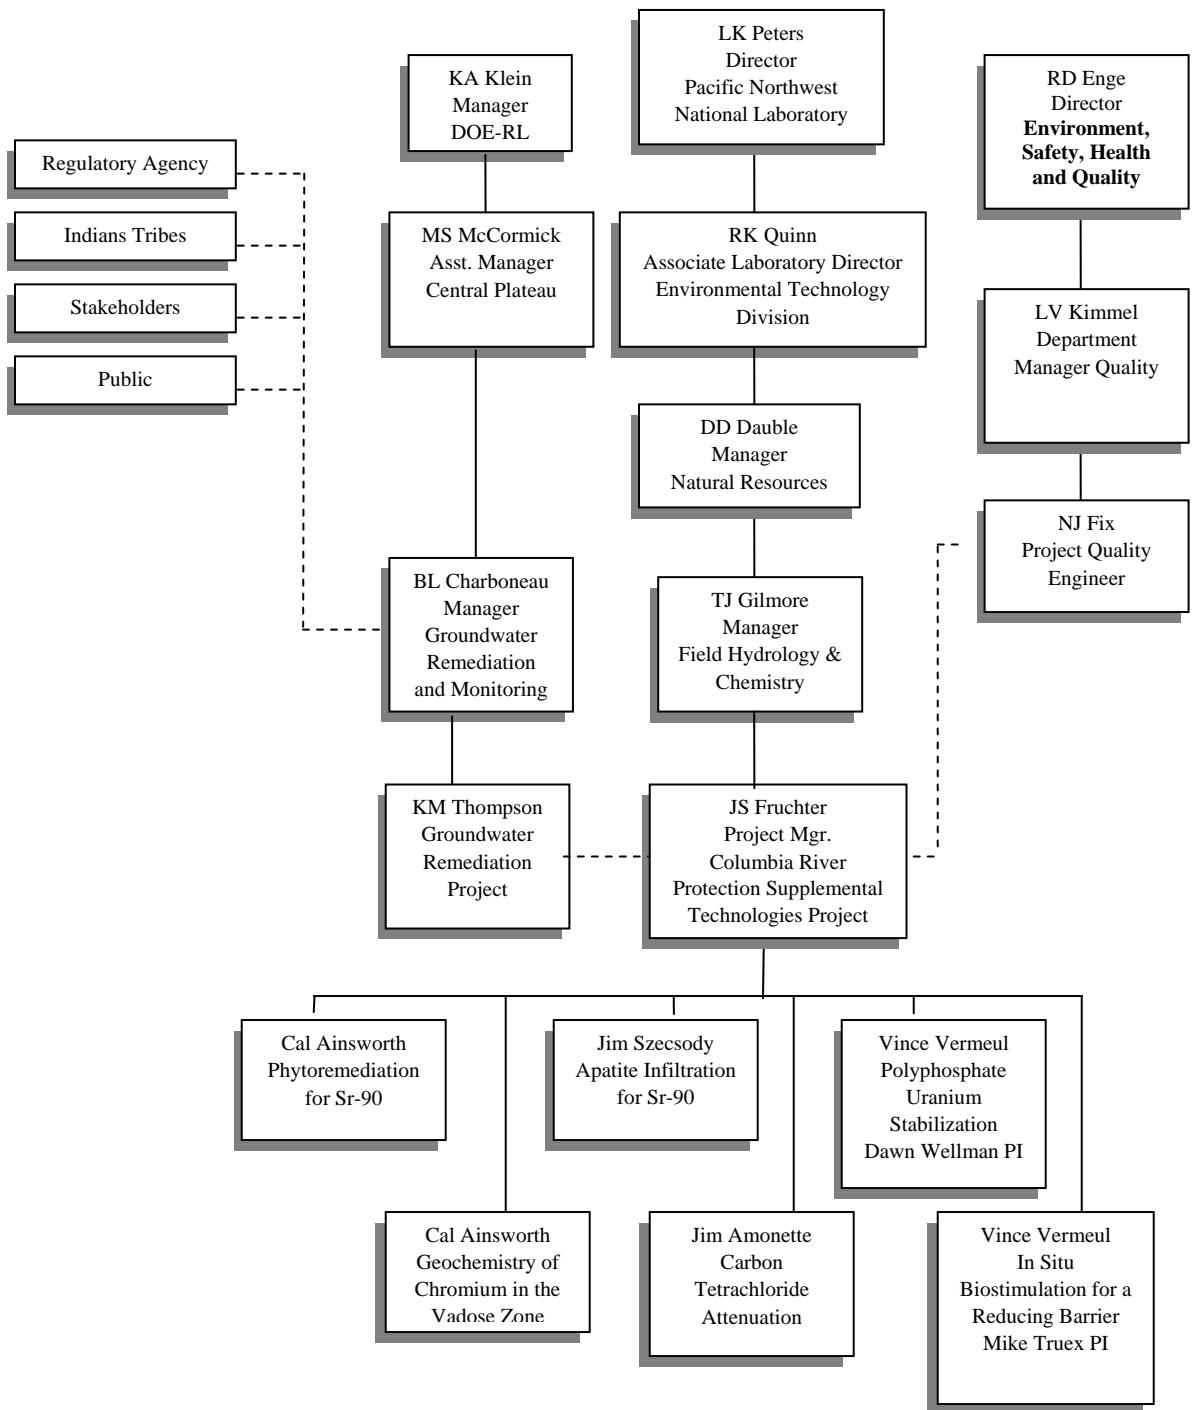 LK Peters
Director
Pacific Northwest
National Laboratory
KA Klein
Manager
DOE-RL
RD Enge
Director
Environment,
Safety, Health
and Quality
Regulatory Agency
Indians Tribes
Stakeholders
Public
MS McCormick
Asst. Manager
Central Plateau
RK Quinn
Associate Laboratory Director
Environmental Technology
Division
LV Kimmel
Department
Manager Quality
DD Dauble
Manager
Natural Resources
NJ Fix
Project Quality
Engineer
BL Charboneau
Manager
Groundwater
Remediation
and Monitoring
TJ Gilmore
Manager
Field Hydrology &
Chemistry
KM Thompson
Groundwater
Remediation
Project
JS Fruchter
Project Mgr.
Columbia River
Protection Supplemental
Technologies Project
Cal Ainsworth
Phytoremediation
for Sr-90
Jim Szecsody
Apatite Infiltration
for Sr-90
Vince Vermeul
Polyphosphate
Uranium
Stabilization
Dawn Wellman PI
Cal Ainsworth
Geochemistry of
Chromium in the
Vadose Zone
Jim Amonette
Carbon
Tetrachloride
Attenuation
Vince Vermeul
In Situ
Biostimulation for a
Reducing Barrier
Mike Truex PI